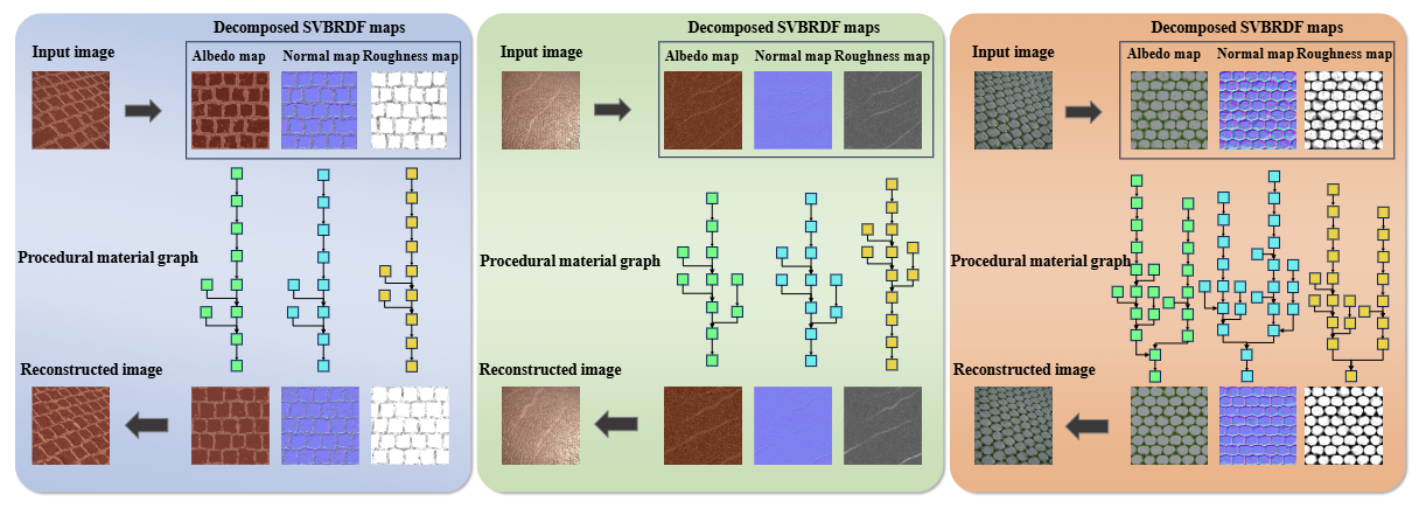 Decomposed SVBRDF maps
Input image
Albedo map Normal map Roughness map
Procedural material graph
Reconstructed image
Decomposed SVBRDF maps
Input image
Albedo map Normal map Roughness map
Procedural material graph
Reconstructed image
Decomposed SVBRDF maps
Input image
Albedo map Normal map Roughness map
Procedural material graph
Reconstructed image